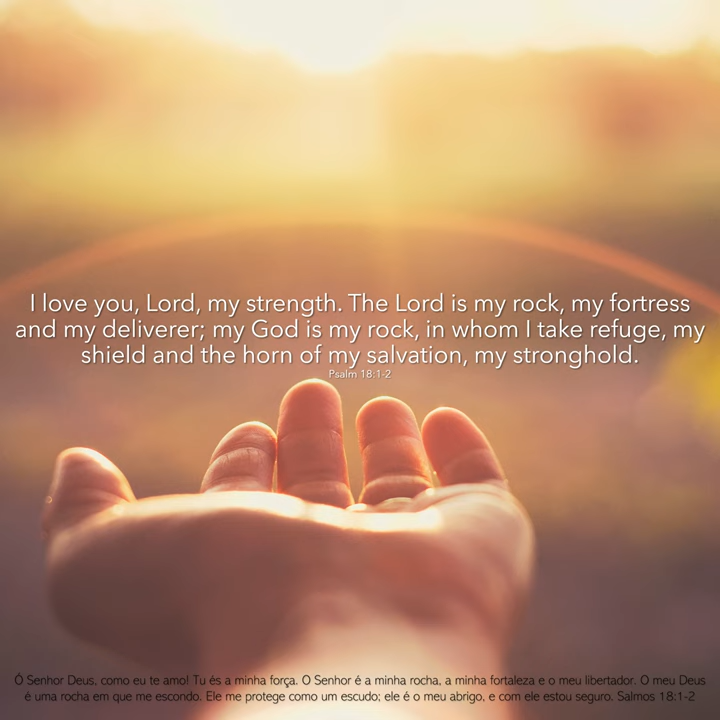 I love you, Lord, my strength. The Lord is my rock, my fortress
and my deliverer; my God is my rock, in whom I take refuge, my
shield and the horn of my salvation, my stronghold.
Psalm 18:1-2
Ó Senhor Deus, como eu te amo! Tu és a minha força. O Senhor é a minha rocha, a minha fortaleza e o meu libertador. O meu Deus
é uma rocha em que me escondo. Ele me protege como um escudo; ele é o meu abrigo, e com ele estou seguro. Salmos 18:1-2